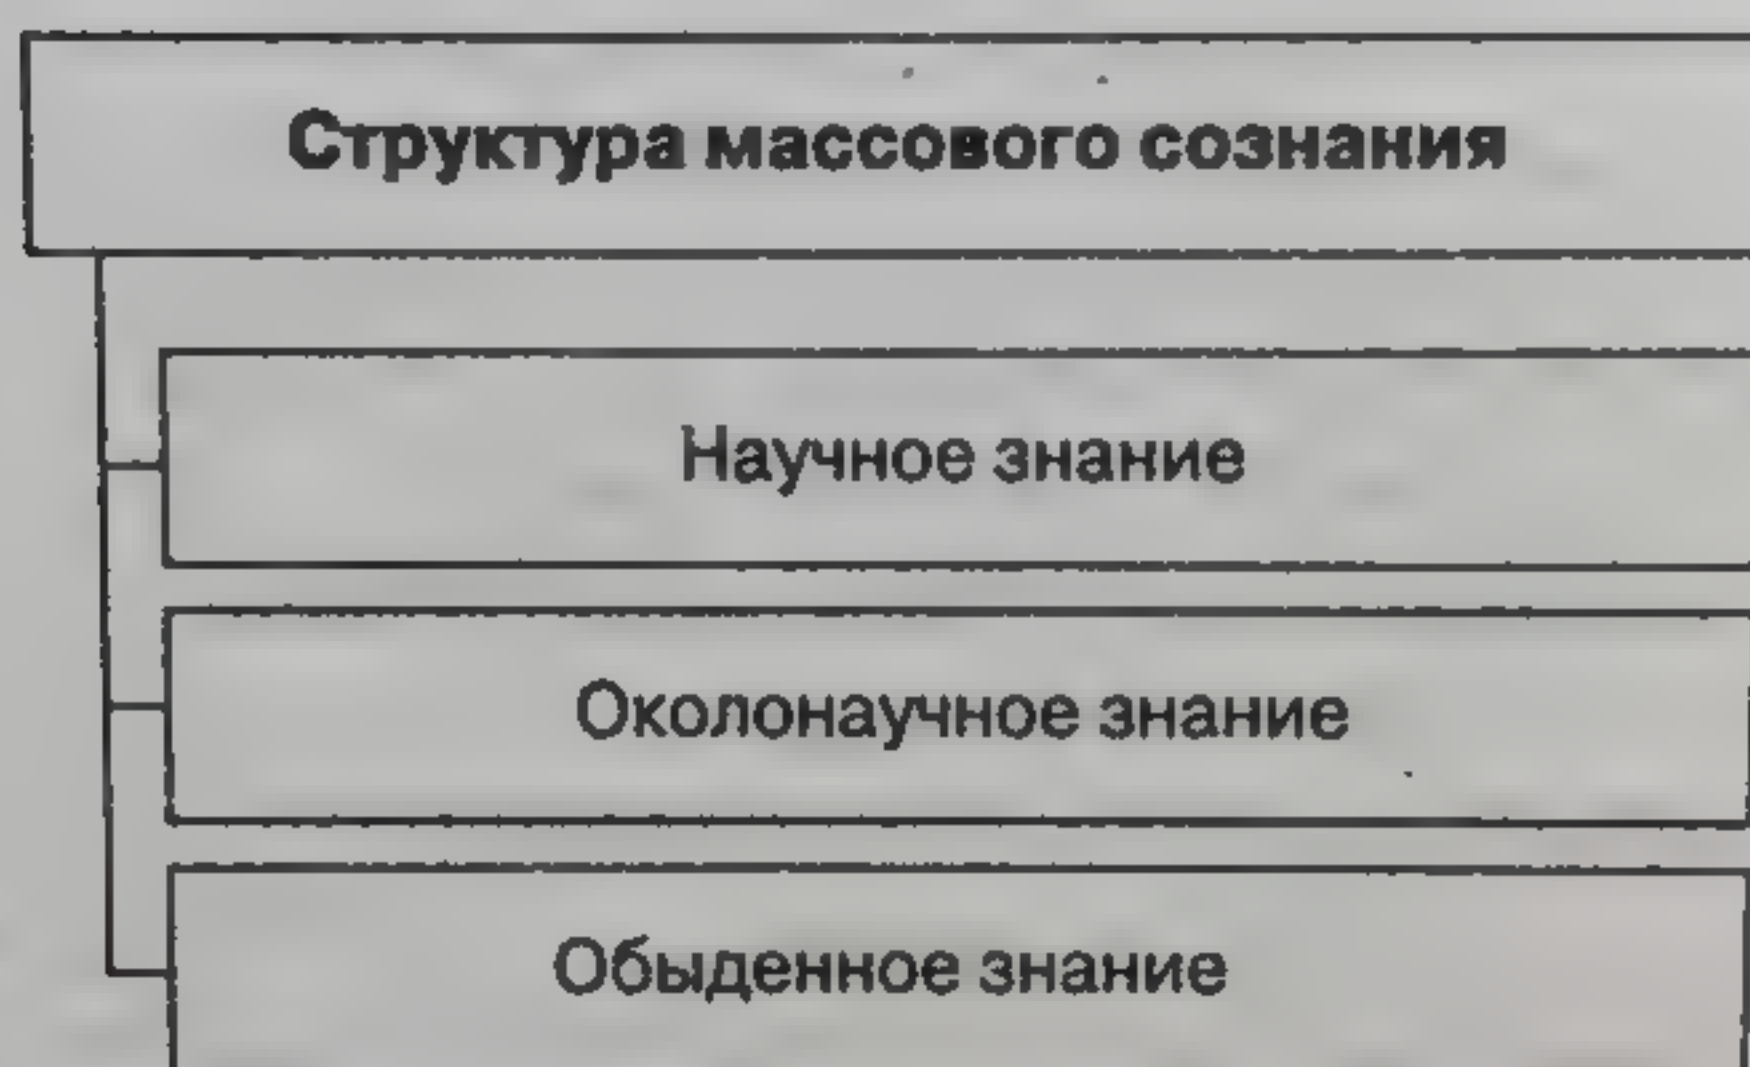 Структура массового сознания
Научное знание
Околонаучное знание
Обыденное знание